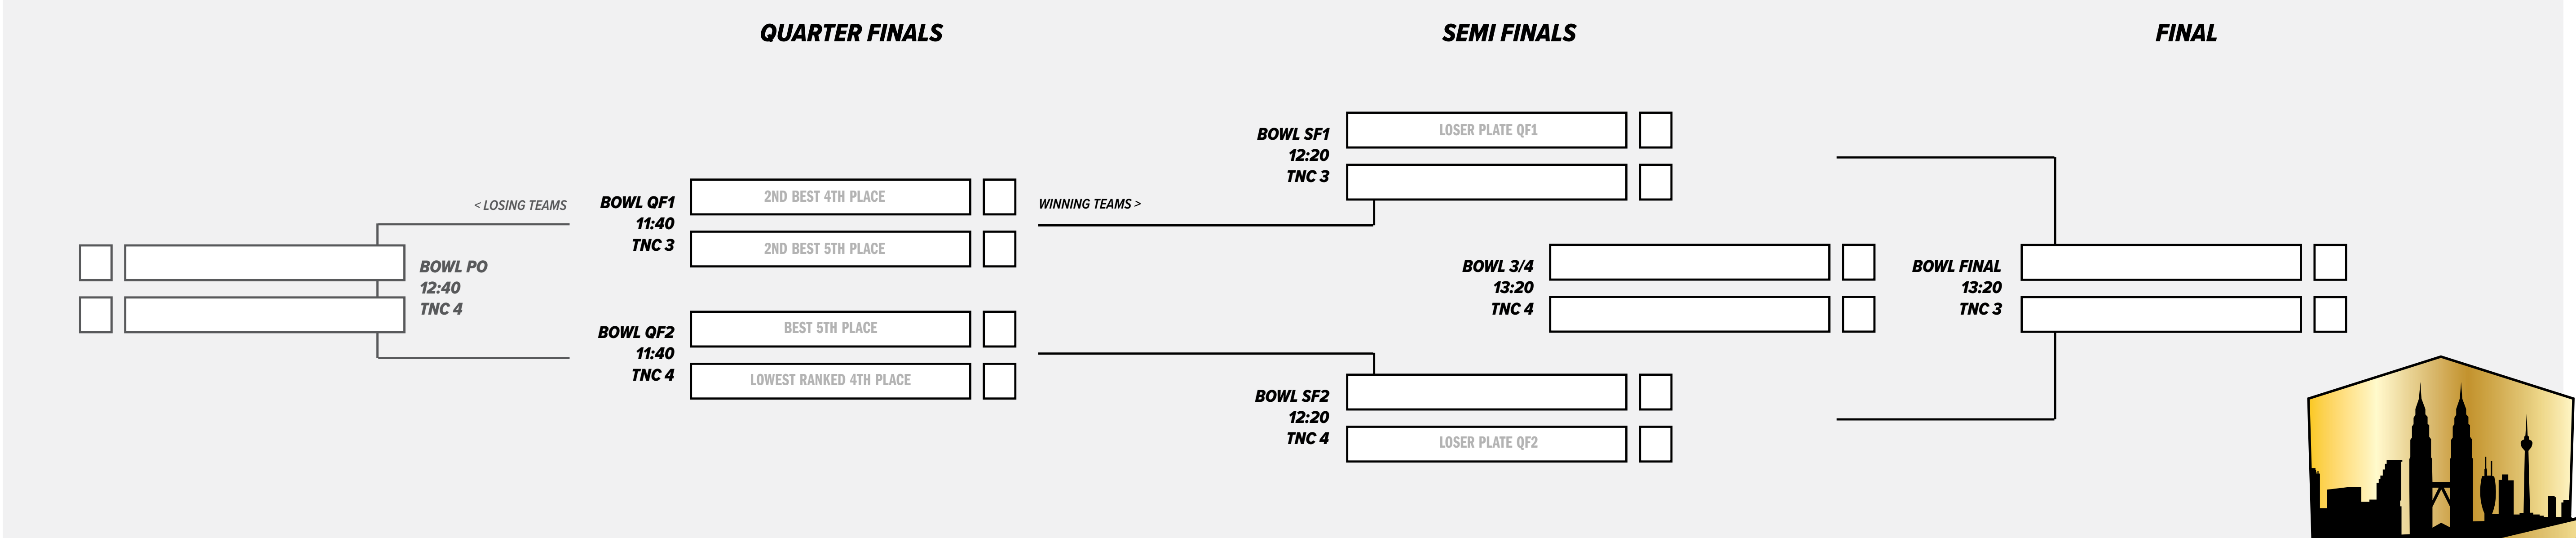 QUARTER FINALS
SEMI FINALS
FINAL
< LOSING TEAMS
BOWL PO
12:40
TNC 4
BOWL QF1
11:40
TNC 3
2ND BEST 4TH PLACE
2ND BEST 5TH PLACE
WINNING TEAMS >
BOWL QF2
11:40
TNC 4
BEST 5TH PLACE
LOWEST RANKED 4TH PLACE
BOWL SF1
12:20
TNC 3
LOSER PLATE QF1
BOWL 3/4
13:20
TNC 4
BOWL SF2
12:20
TNC 4
LOSER PLATE QF2
BOWL FINAL
13:20
TNC 3